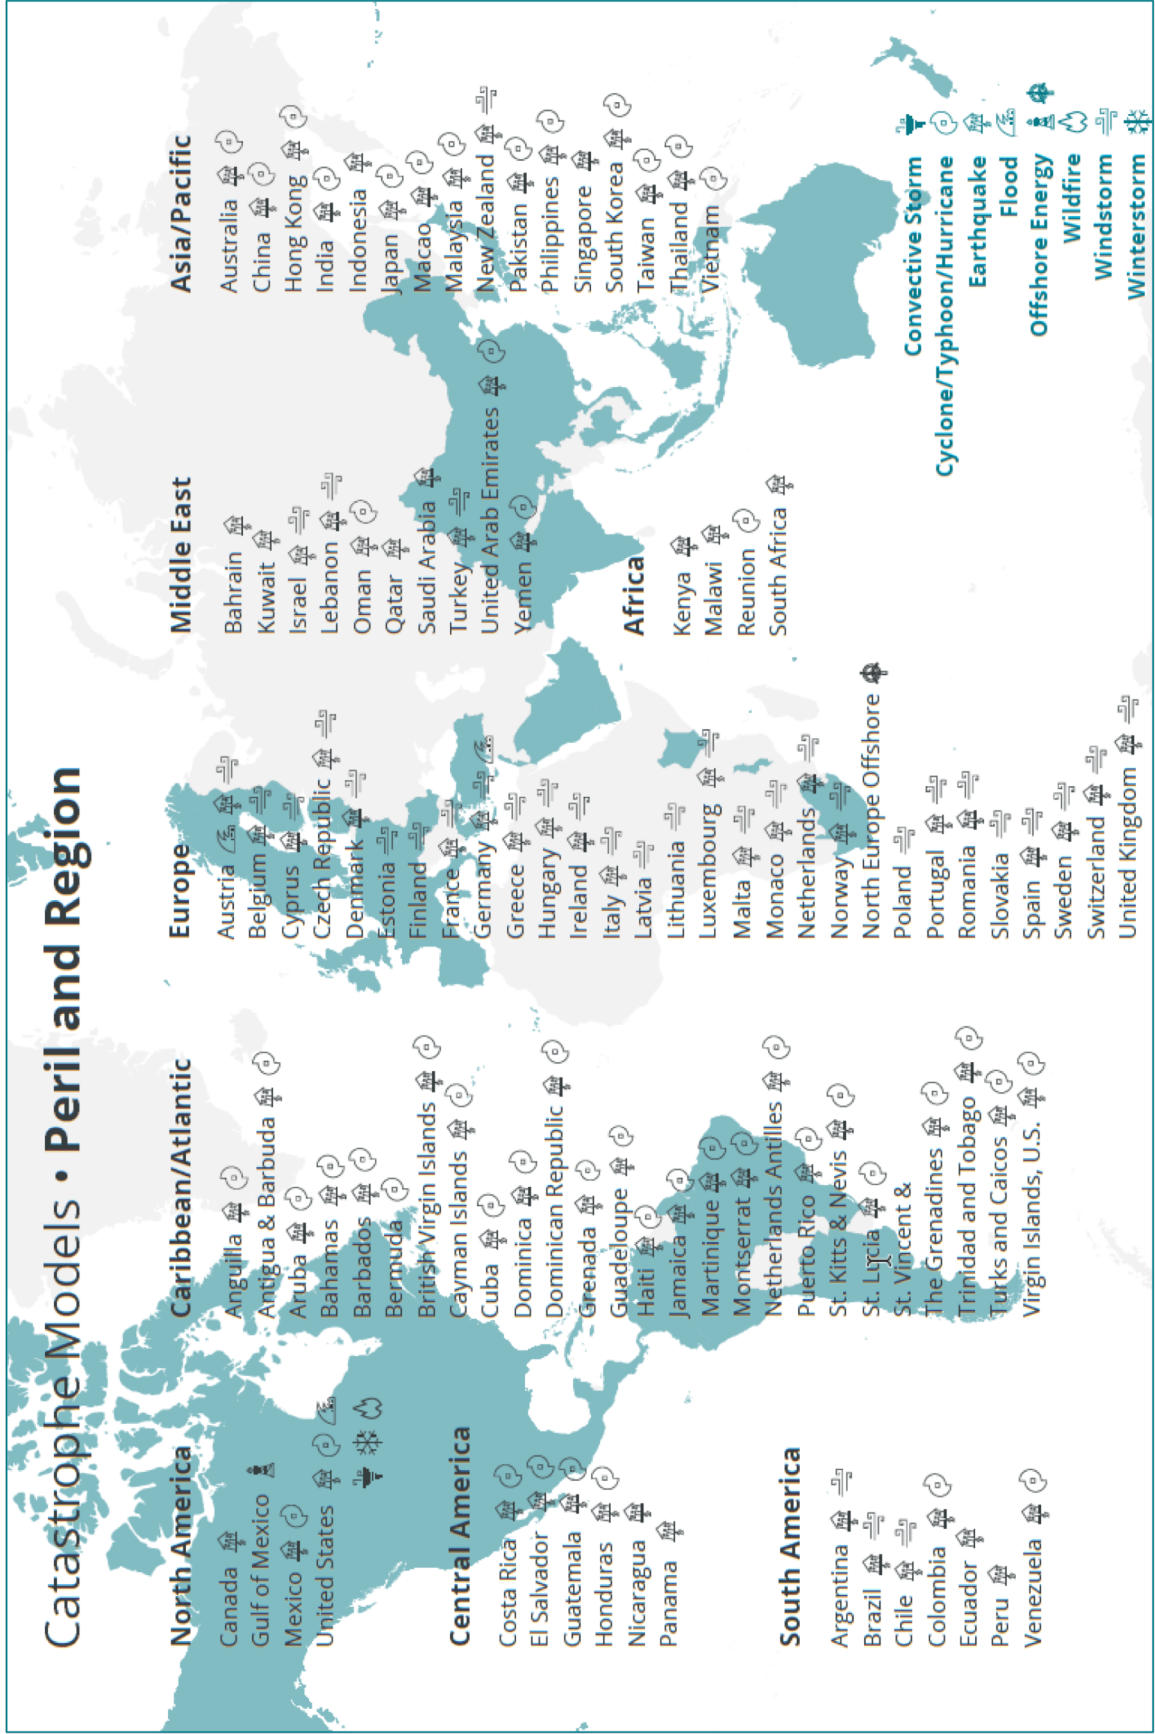 Catastrophe Models • Peril and Region
North America
Canada
Gulf of Mexico
Mexico
United States
Central America
Costa Rica
El Salvador
Guatemala
Honduras
Nicaragua
Panama
South America
Argentina
Brazil
Chile
Colombia
Ecuador
Peru
Venezuela
Caribbean/Atlantic
Anguilla
Antigua & Barbuda
Aruba
Bahamas
Barbados
Bermuda
British Virgin Islands
Cayman Islands
Cuba
Dominica
Dominican Republic
Grenada
Guadeloupe
Haiti
Jamaica
Martinique
Montserrat
Netherlands Antilles
Puerto Rico
St. Kitts & Nevis
St. Lucia
St. Vincent &
The Grenadines
Trinidad and Tobago
Turks and Caicos
Virgin Islands, U.S.
Europe
Austria
Belgium
Cyprus
Czech Republic
Denmark
Estonia
Finland
France
Germany
Greece
Hungary
Ireland
Italy
Latvia
Lithuania
Luxembourg
Malta
Monaco
Netherlands
Norway
North Europe Offshore
Poland
Portugal
Romania
Slovakia
Spain
Sweden
Switzerland
United Kingdom
Middle East
Bahrain
Kuwait
Israel
Lebanon
Oman
Qatar
Saudi Arabia
Turkey
United Arab Emirates
Yemen
Africa
Kenya
Malawi
Reunion
South Africa
Asia/Pacific
Australia
China
Hong Kong
India
Indonesia
Japan
Macao
Malaysia
New Zealand
Pakistan
Philippines
Singapore
South Korea
Taiwan
Thailand
Vietnam
Convective Storm
Cyclone/Typhoon/Hurricane
Earthquake
Flood
Offshore Energy
Wildfire
Windstorm
Winterstorm